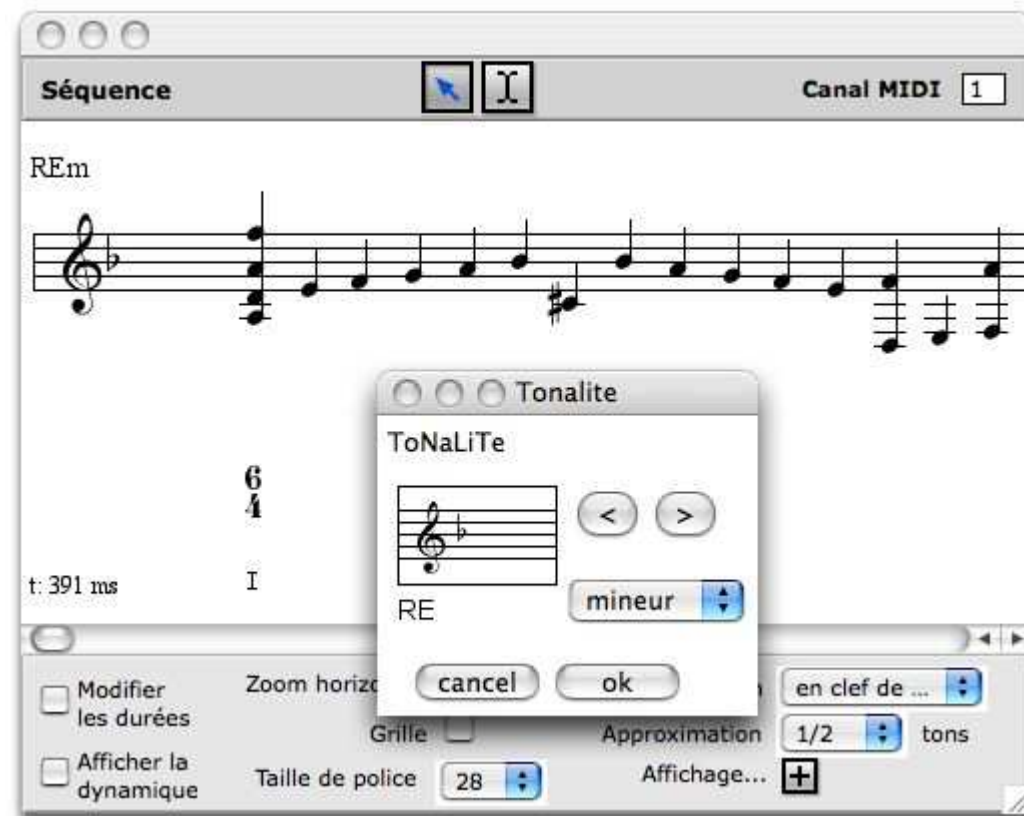 Séquence
Canal MIDI 1
REm
6
4
t: 391 ms
I
Tonalite
ToNaLiTe
< >
RE
mineur
cancel ok
Modifier
les durées
Zoom horizo
en clef de ...
Grille
Approximation 1/2 tons
Afficher la
dynamique
Taille de police 28
Affichage... +